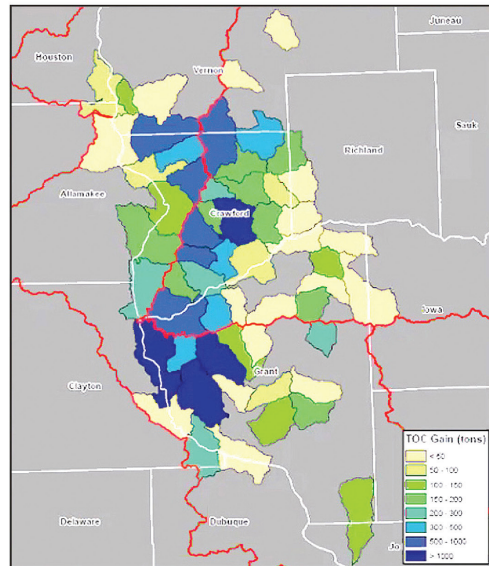 Juneau
Houston
Vernon
Sauk
Richland
Allamakee
Crawford
Iowa
Grant
Clayton
TOC Gain (tons)
< 50
50 - 100
100 - 150
150 - 200
200 - 300
300 - 500
500 - 1000
> 1000
Delaware
Dubuque
Jo